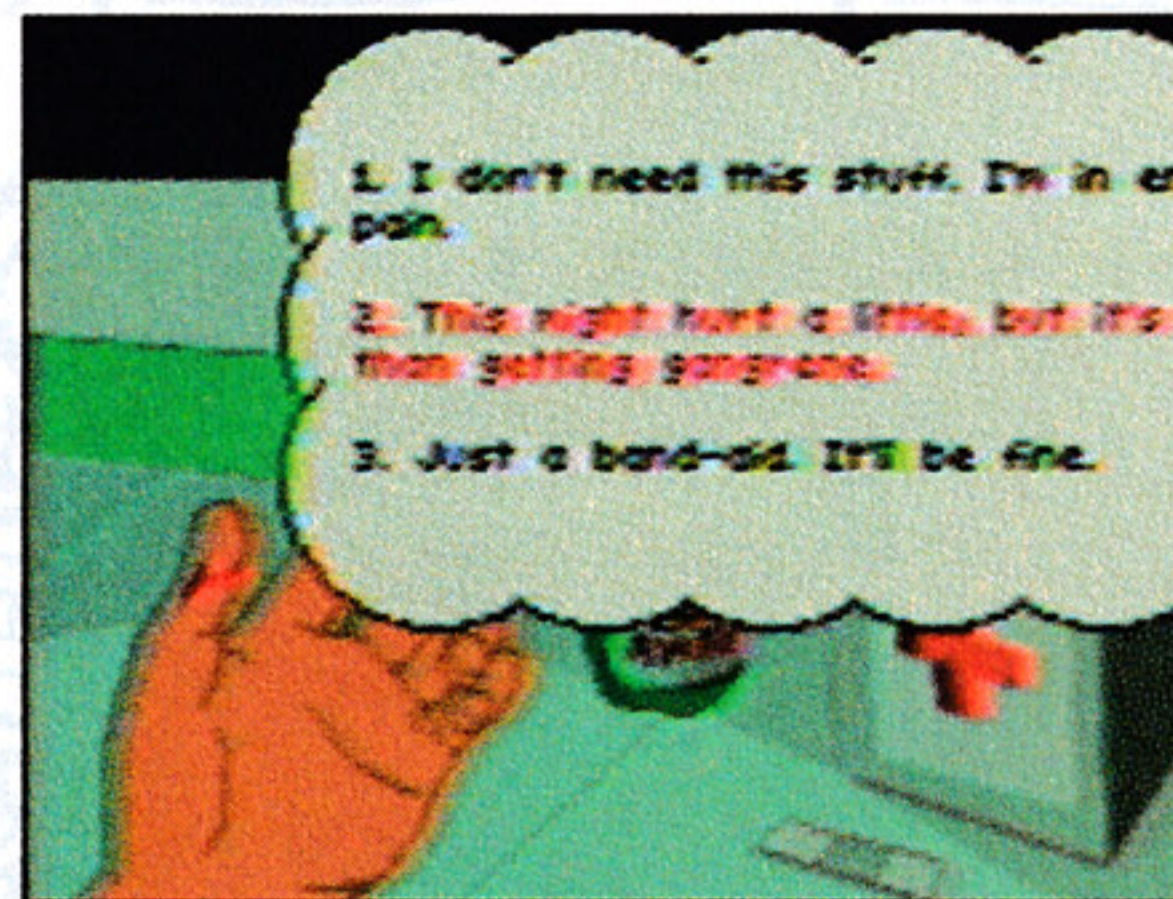 1. I don't need this stuff. I'm in
pain.
2. This might hurt a little, but it's
than getting gangrene.
3. Just a band-aid. It'll be fine.